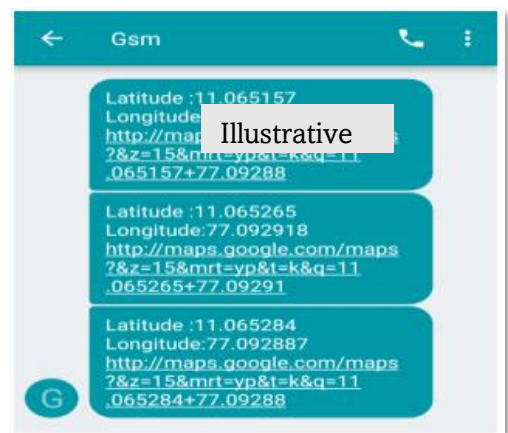 Gsm
Latitude :11.065157
Longitude
http://map
Illustrative
?&z=15&mrt=yp&t=k&q=11
.065157+77.09288
Latitude :11.065265
Longitude:77.092918
http://maps.google.com/maps
?&z=15&mrt=yp&t=k&q=11
.065265+77.09291
Latitude :11.065284
Longitude:77.092887
http://maps.google.com/maps
?&z=15&mrt=yp&t=k&q=11
.065284+77.09288
G